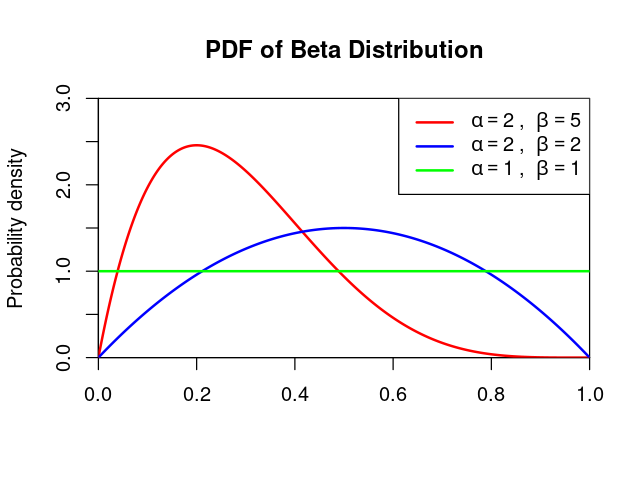 PDF of Beta Distribution
α = 2 , β = 5
α = 2 , β = 2
α = 1 , β = 1
Probability density
3.0
2.0
1.0
0.0
0.0 0.2 0.4 0.6 0.8 1.0